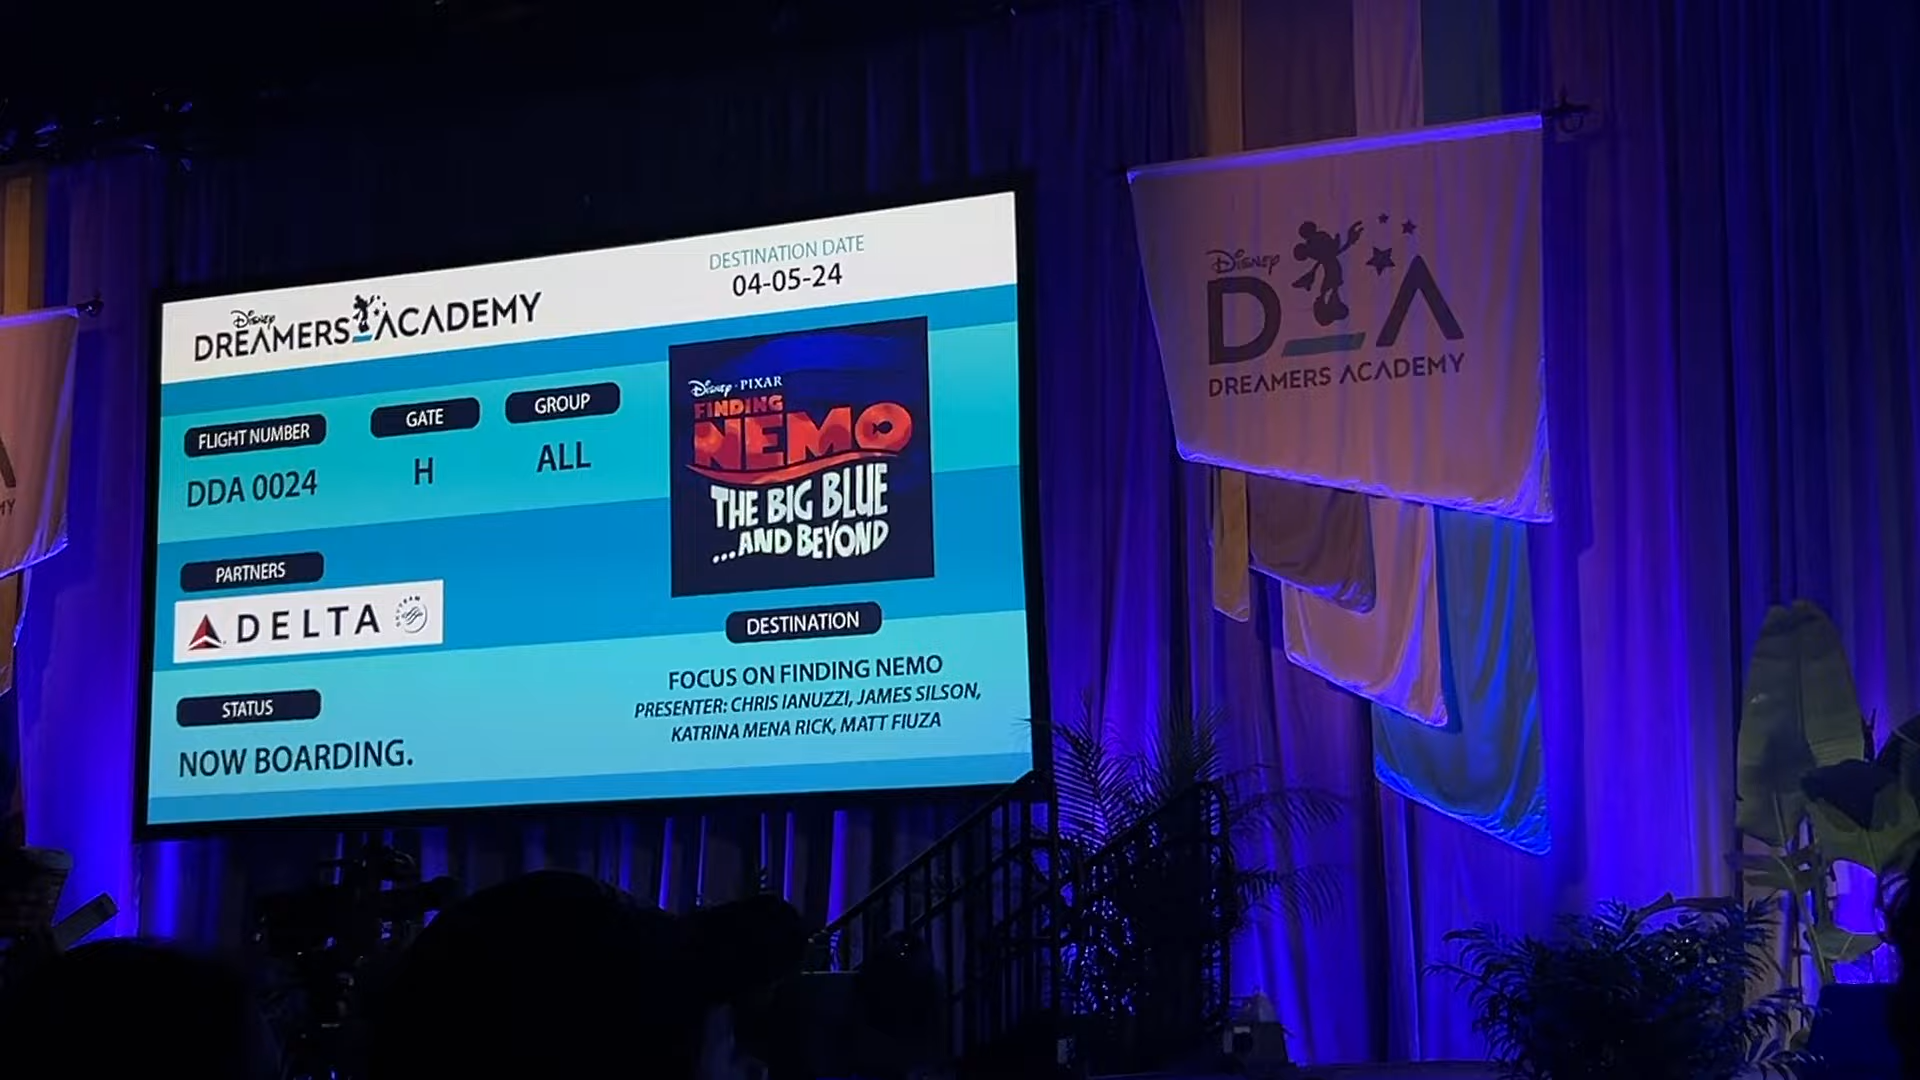 Disney
DREAMERS ACADEMY
DESTINATION DATE
04-05-24
FLIGHT NUMBER
DDA 0024
GATE
H
GROUP
ALL
PARTNERS
DELTA
SKYTEAM
STATUS
NOW BOARDING.
Disney · PIXAR
FINDING
NEMO
THE BIG BLUE
...AND BEYOND
DESTINATION
FOCUS ON FINDING NEMO
PRESENTER: CHRIS IANUZZI, JAMES SILSON,
KATRINA MENA RICK, MATT FIUZA
Disney
D A
DREAMERS ACADEMY